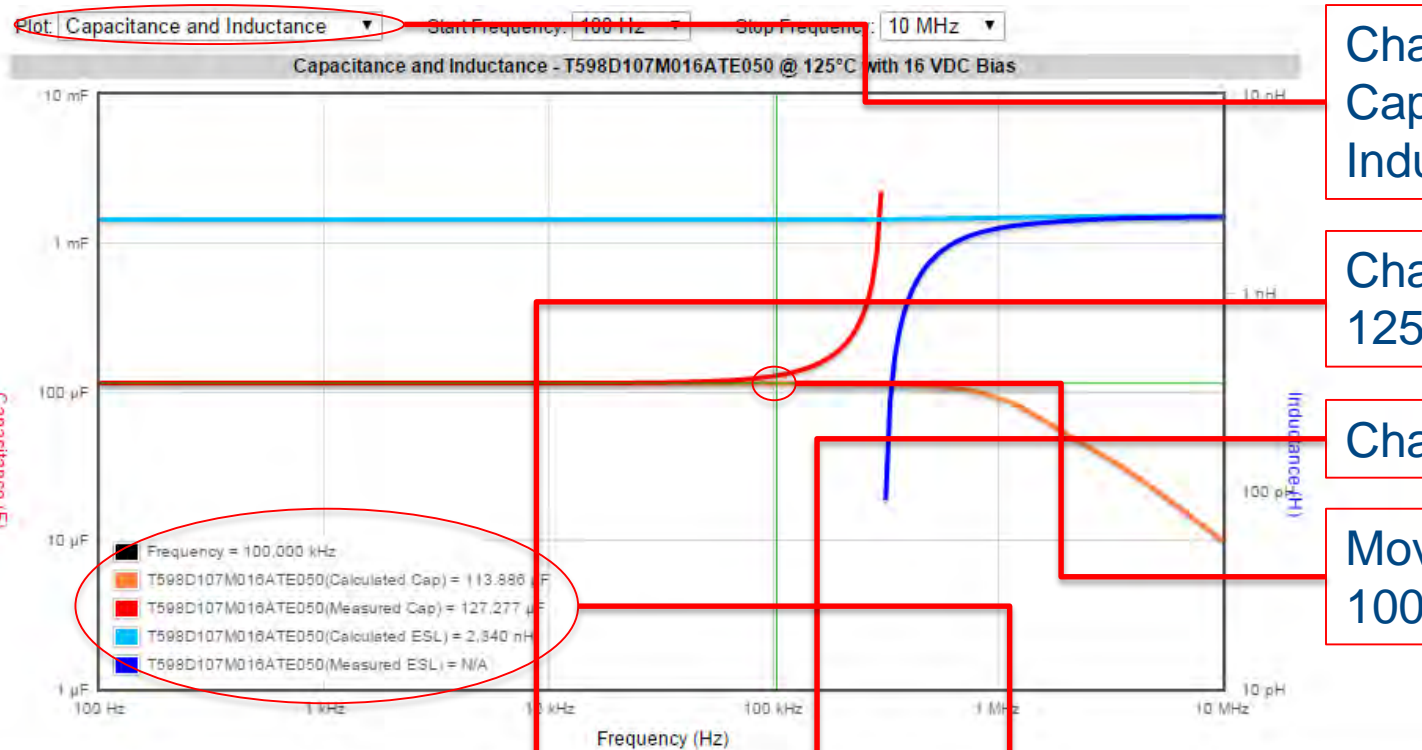 Plot: Capacitance and Inductance Start Frequency: 100 Hz Stop Frequency: 10 MHz
Capacitance and Inductance - T598D107M016ATE050 @ 125°C with 16 VDC Bias
10 mF
1 mF
100 µF
10 µF
1 µF
Capacitance (F)
10 nH
1 nH
100 pH
10 pH
Inductance (H)
Frequency = 100.000 kHz
T598D107M016ATE050(Calculated Cap) = 113.886 µF
T598D107M016ATE050(Measured Cap) = 127.277 µF
T598D107M016ATE050(Calculated ESL) = 2.340 nH
T598D107M016ATE050(Measured ESL) = N/A
100 Hz 1 kHz 10 kHz 100 kHz 1 MHz 10 MHz
Frequency (Hz)
Cha
Cap
Indu
Cha
125
Cha
Mov
100